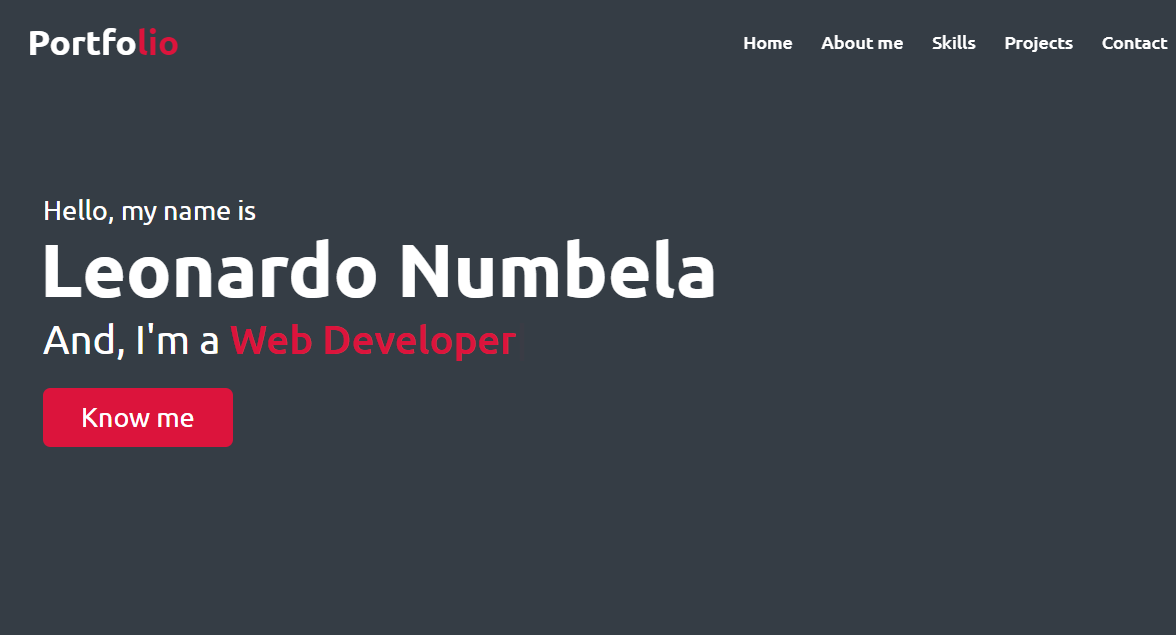 Portfolio
Home About me Skills Projects Contact
Hello, my name is
Leonardo Numbela
And, I'm a Web Developer
Know me